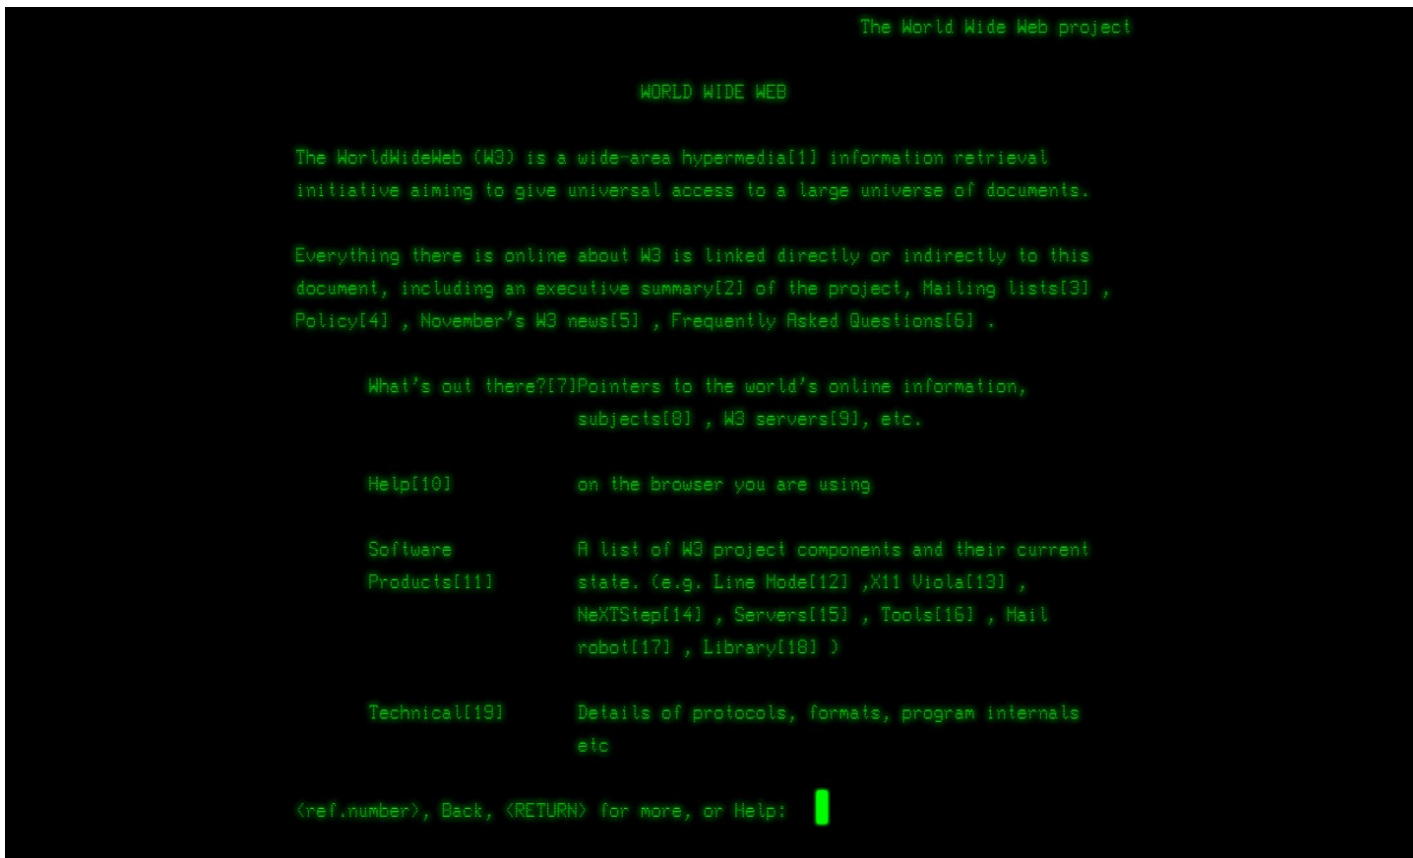 The World Wide Web project
WORLD WIDE WEB
The WorldWideWeb (W3) is a wide-area hypermedia[1] information retrieval
initiative aiming to give universal access to a large universe of documents.
Everything there is online about W3 is linked directly or indirectly to this
document, including an executive summary[2] of the project, Mailing lists[3] ,
Policy[4] , November's W3 news[5] , Frequently Asked Questions[6] .
What's out there?[7]Pointers to the world's online information,
subjects[8] , W3 servers[9], etc.
Help[10] on the browser you are using
Software A list of W3 project components and their current
Products[11] state. (e.g. Line Mode[12] ,X11 Viola[13] ,
NeXTStep[14] , Servers[15] , Tools[16] , Mail
robot[17] , Library[18] )
Technical[19] Details of protocols, formats, program internals
etc
<ref.number>, Back, <RETURN> for more, or Help: